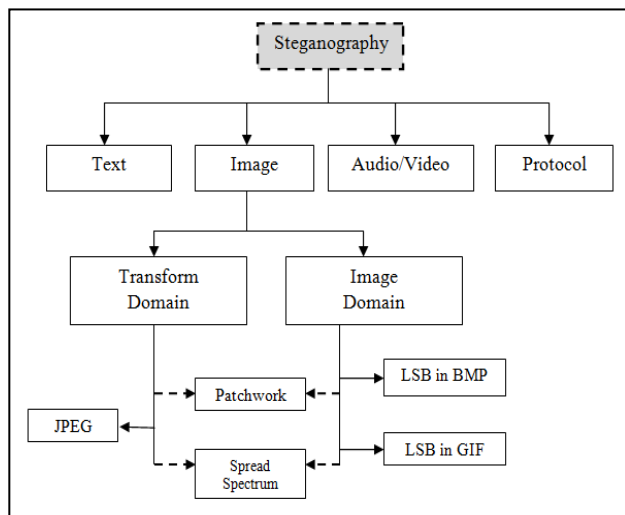 Steganography
Text
Image
Audio/Video
Protocol
Transform
Domain
Image
Domain
Patchwork
LSB in BMP
JPEG
LSB in GIF
Spread
Spectrum